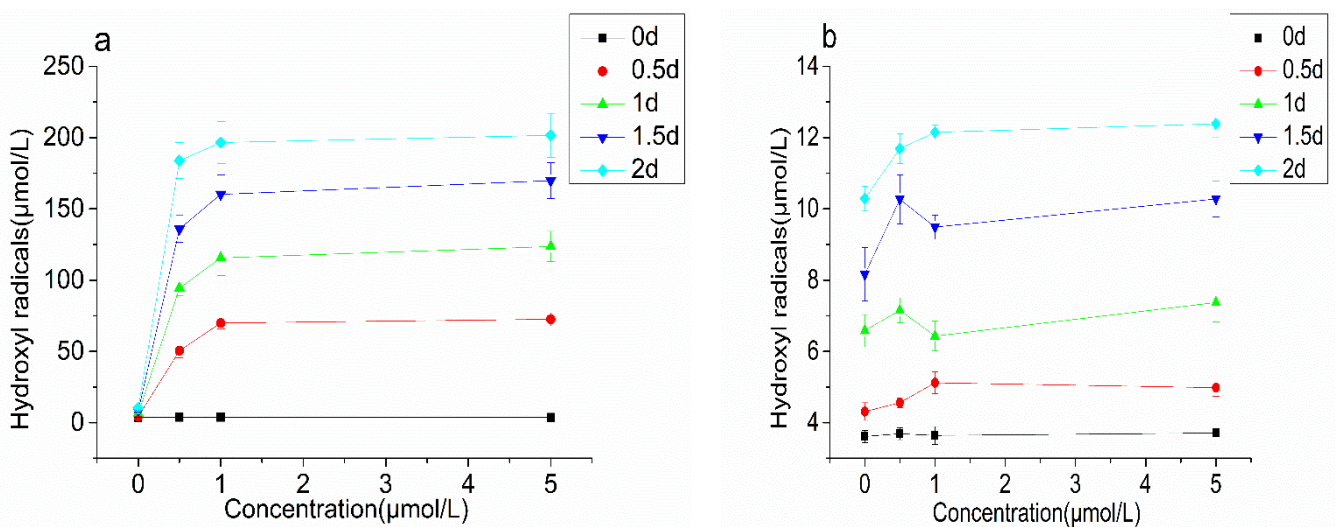 a
0d
0.5d
1d
1.5d
2d
250
200
150
100
50
0
Hydroxyl radicals(μmol/L)
0 1 2 3 4 5
Concentration(μmol/L)
b
0d
0.5d
1d
1.5d
2d
14
12
10
8
6
4
Hydroxyl radicals(μmol/L)
0 1 2 3 4 5
Concentration(μmol/L)